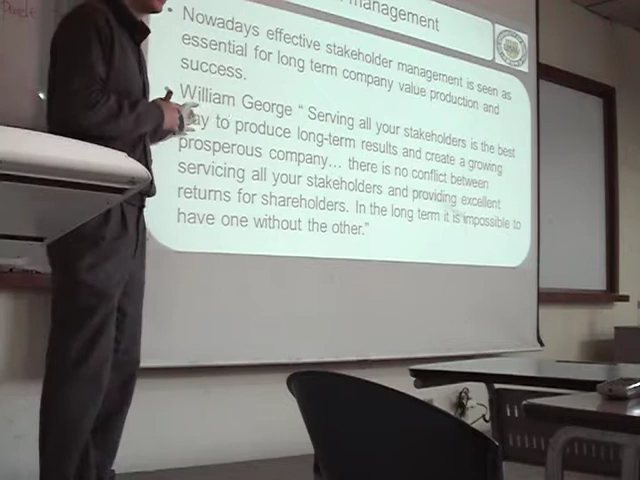 management
• Nowadays effective stakeholder management is seen as
essential for long term company value production and
success.
William George “ Serving all your stakeholders is the best
way to produce long-term results and create a growing
prosperous company… there is no conflict between
servicing all your stakeholders and providing excellent
returns for shareholders. In the long term it is impossible to
have one without the other.”